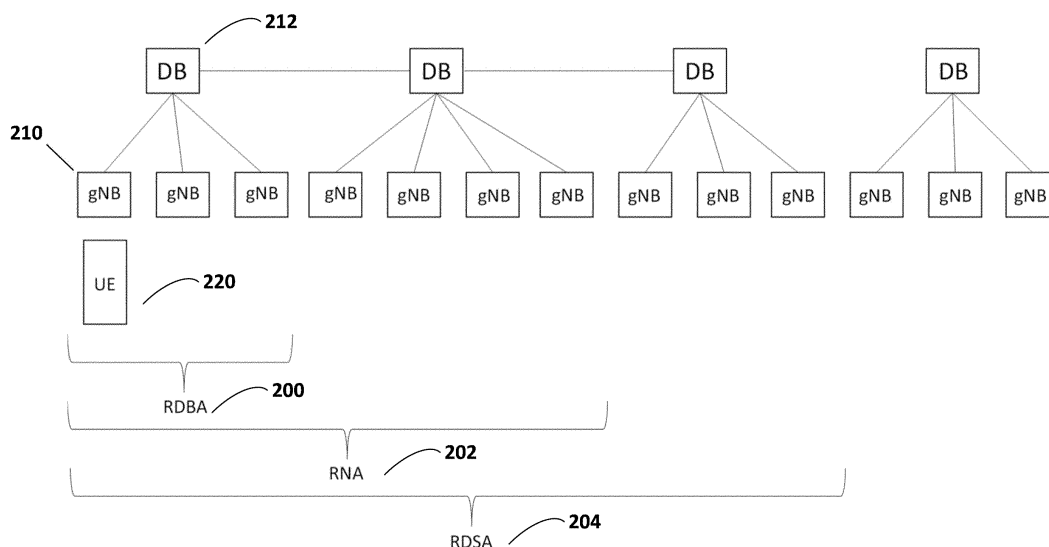 212
DB DB DB DB
210
gNB gNB gNB gNB gNB gNB gNB gNB gNB gNB gNB gNB gNB
UE
220
RDBA 200
RNA 202
RDSA 204